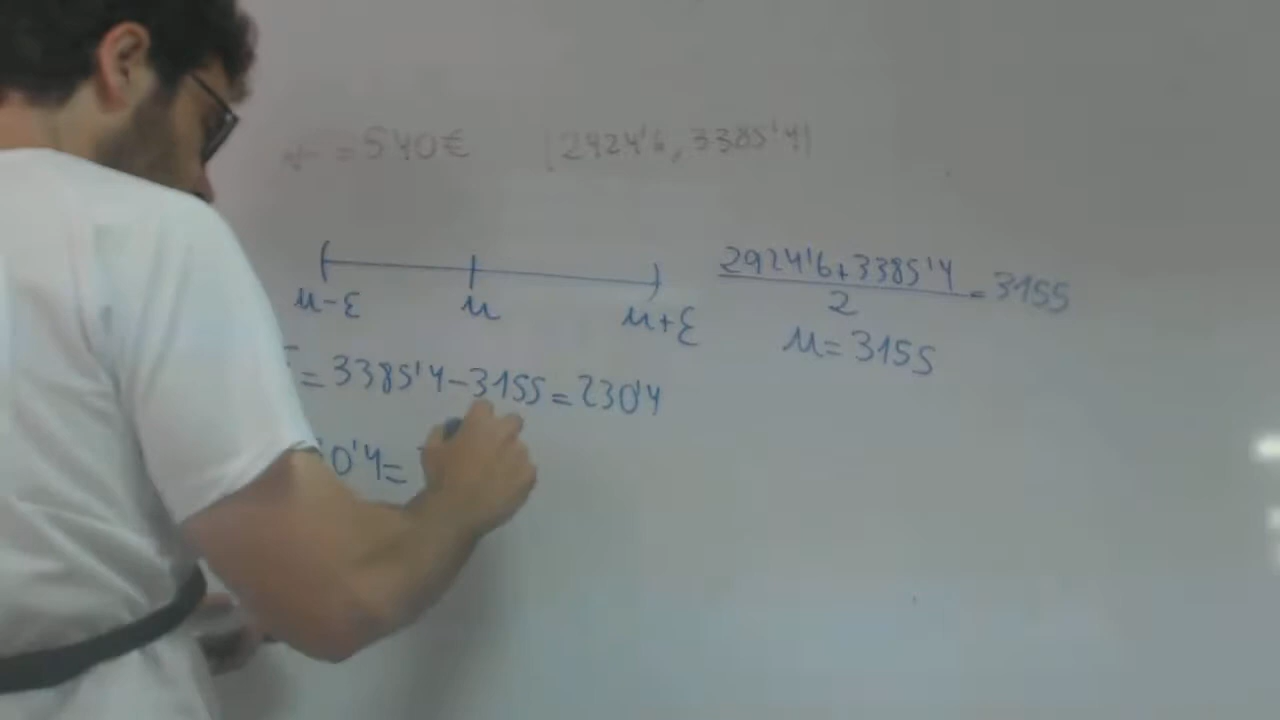 = 540€ [2924'6, 3385'4]
μ-ε μ μ+ε
2924'6+3385'4 / 2 = 3155
μ= 3155
= 3385'4-3155=230'4
0'4=